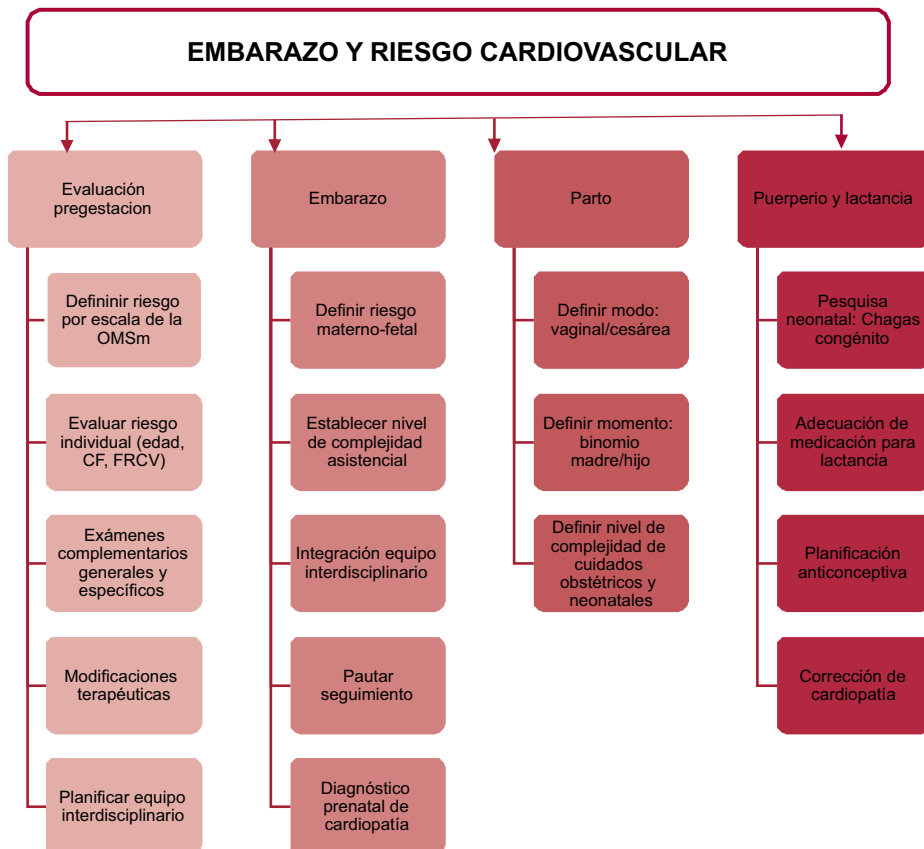 EMBARAZO Y RIESGO CARDIOVASCULAR
Evaluación
pregestacion
Defininir riesgo
por escala de la
OMSm
Evaluar riesgo
individual (edad,
CF, FRCV)
Exámenes
complementarios
generales y
específicos
Modificaciones
terapéuticas
Planificar equipo
interdisciplinario
Embarazo
Definir riesgo
materno-fetal
Establecer nivel
de complejidad
asistencial
Integración equipo
interdisciplinario
Pautar
seguimiento
Diagnóstico
prenatal de
cardiopatía
Parto
Definir modo:
vaginal/cesárea
Definir momento:
binomio
madre/hijo
Definir nivel de
complejidad de
cuidados
obstétricos y
neonatales
Puerperio y lactancia
Pesquisa
neonatal: Chagas
congénito
Adecuación de
medicación para
lactancia
Planificación
anticonceptiva
Corrección de
cardiopatía